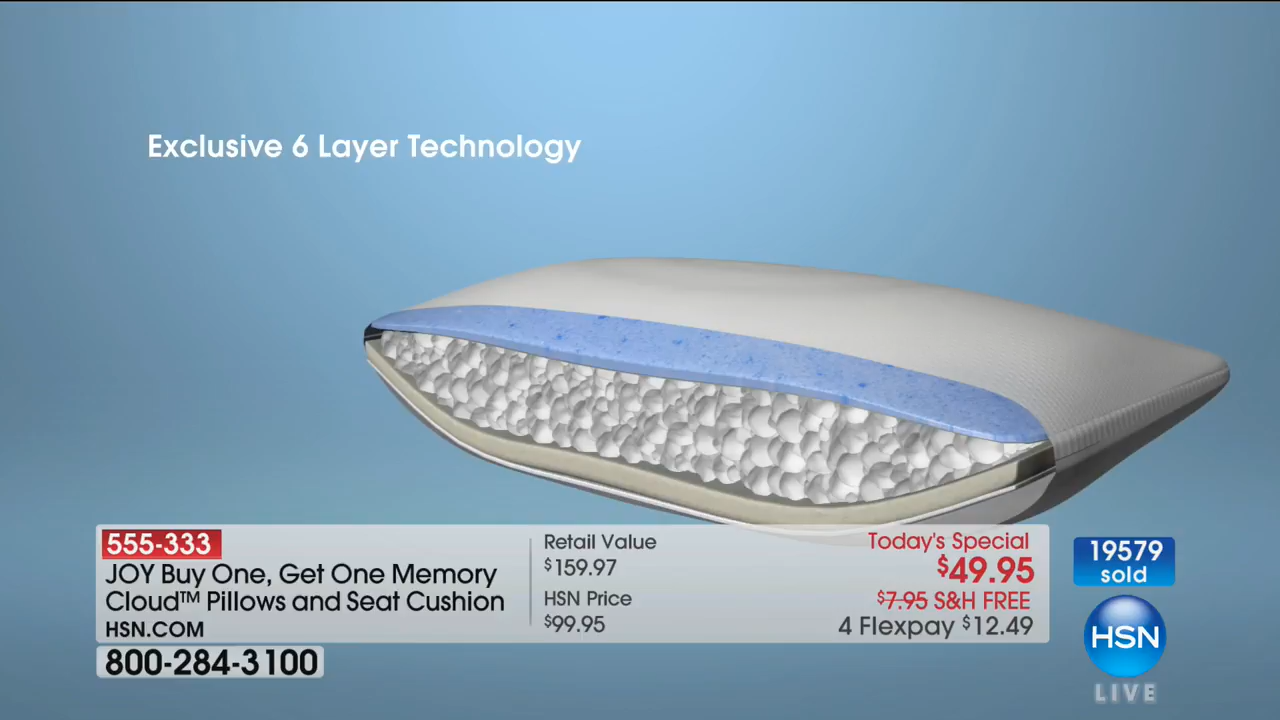 Exclusive 6 Layer Technology
555-333
JOY Buy One, Get One Memory
Cloud™ Pillows and Seat Cushion
HSN.COM
800-284-3100
Retail Value
$159.97
HSN Price
$99.95
Today's Special
$49.95
$7.95 S&H FREE
4 Flexpay $12.49
19579
sold
HSN
LIVE